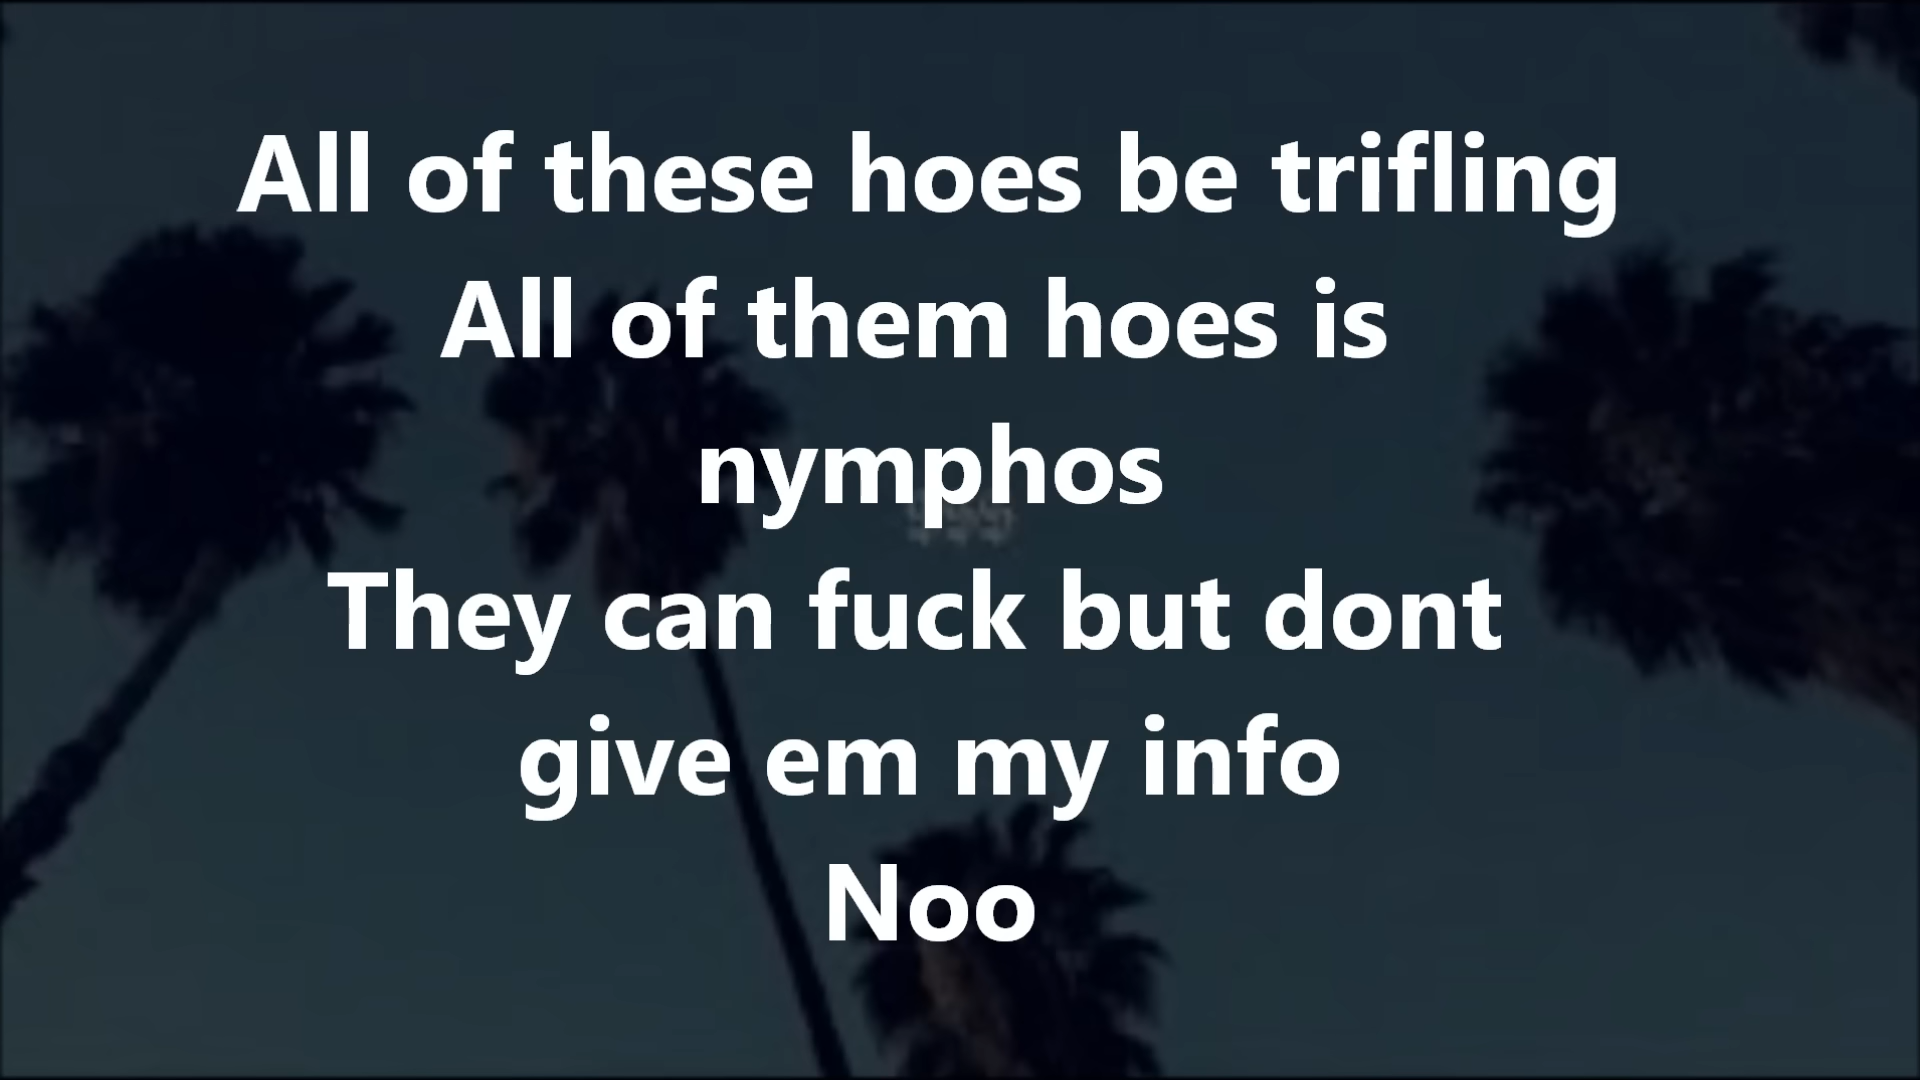 All of these hoes be trifling
All of them hoes is
nymphos
They can fuck but dont
give em my info
Noo